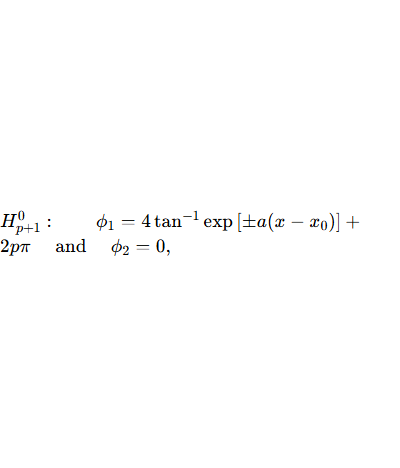 H⁰ₚ₊₁ :  ϕ₁ = 4 tan⁻¹ exp [±a(x − x₀)] +
2pπ  and  ϕ₂ = 0,